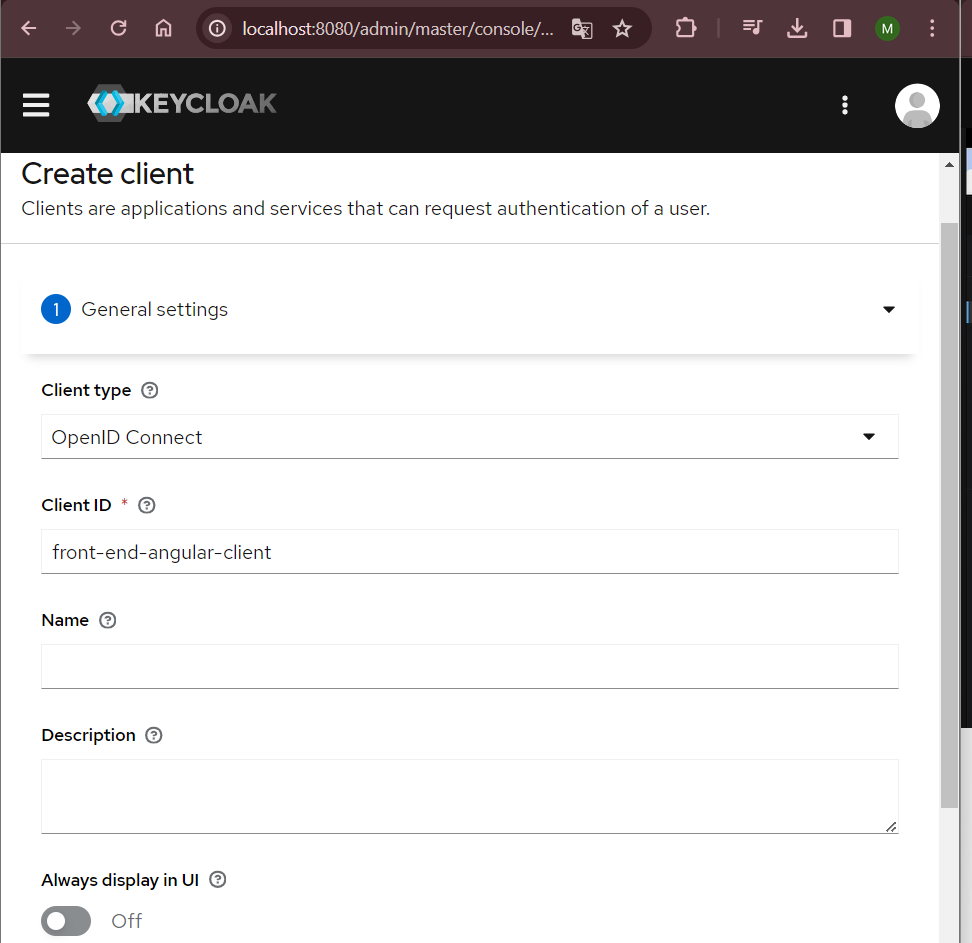 localhost:8080/admin/master/console/...
M
KEYCLOAK
Create client
Clients are applications and services that can request authentication of a user.
1 General settings
Client type
OpenID Connect
Client ID *
front-end-angular-client
Name
Description
Always display in UI
Off